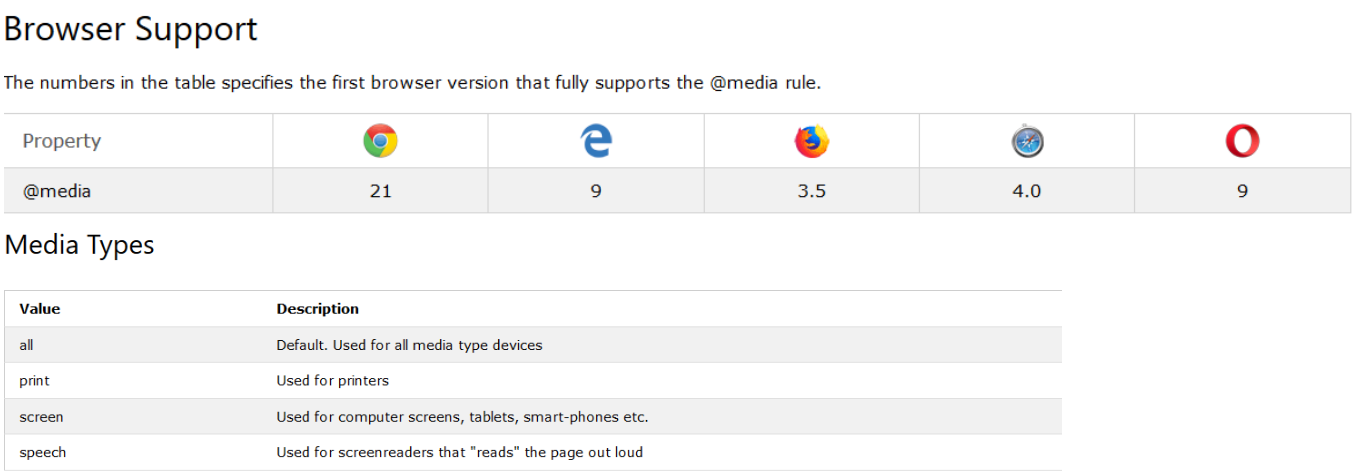 Browser Support
The numbers in the table specifies the first browser version that fully supports the @media rule.
Property
@media 21 9 3.5 4.0 9
Media Types
Value Description
all Default. Used for all media type devices
print Used for printers
screen Used for computer screens, tablets, smart-phones etc.
speech Used for screenreaders that "reads" the page out loud